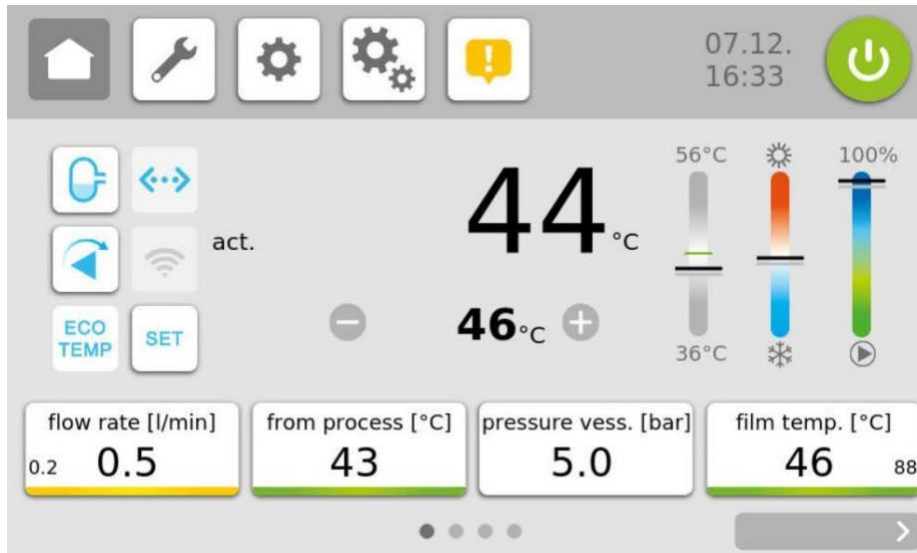 07.12.
16:33
56°C
100%
act.
44 °C
ECO
TEMP
SET
46 °C
36°C
flow rate [l/min]
0.2 0.5
from process [°C]
43
pressure vess. [bar]
5.0
film temp. [°C]
46 88